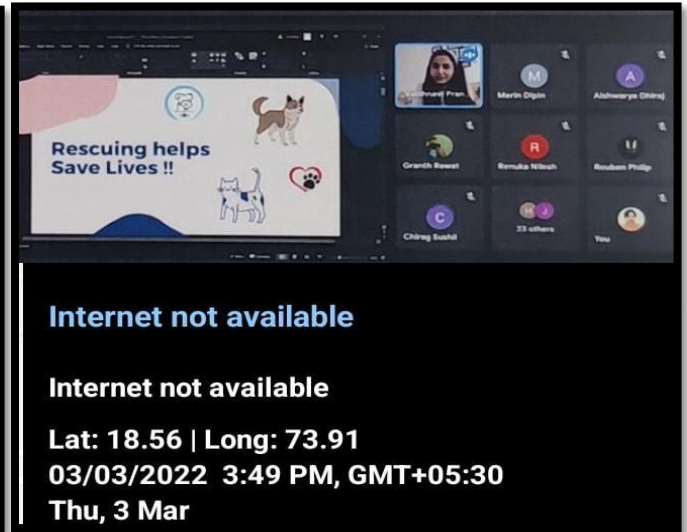 Rescuing helps
Save Lives !!
M
Merin Dipin
A
Aishwarya Dhiraj
Granth Rawat
R
Renuka Nilesh
Reuben Philip
C
Chirag Sushil
H J
33 others
You
Internet not available
Internet not available
Lat: 18.56 | Long: 73.91
03/03/2022 3:49 PM, GMT+05:30
Thu, 3 Mar